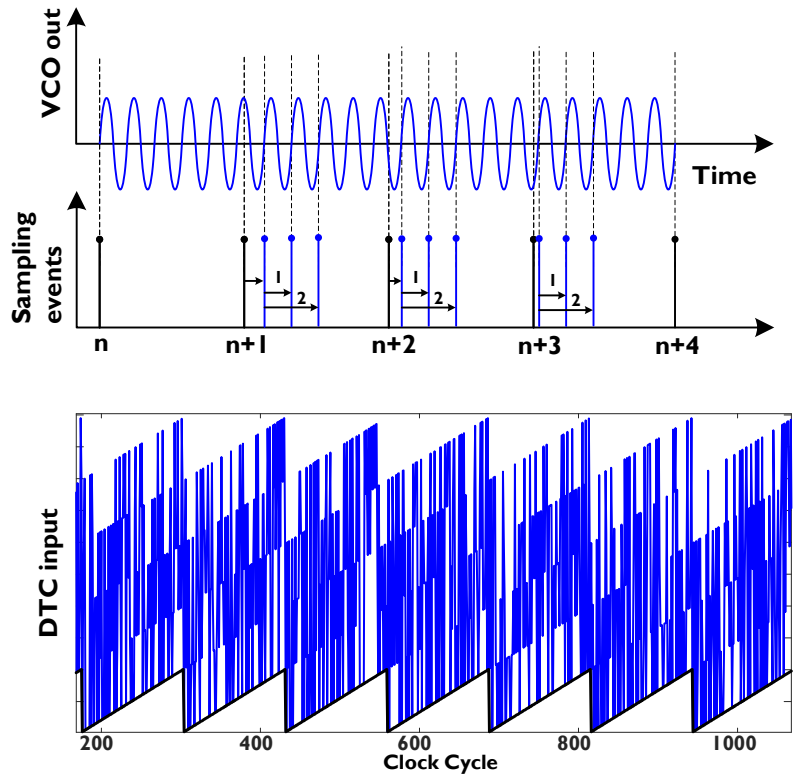 VCO out
Time
Sampling
events
1
2
1
2
1
2
n
n+1
n+2
n+3
n+4
DTC input
200
400
600
800
1000
Clock Cycle